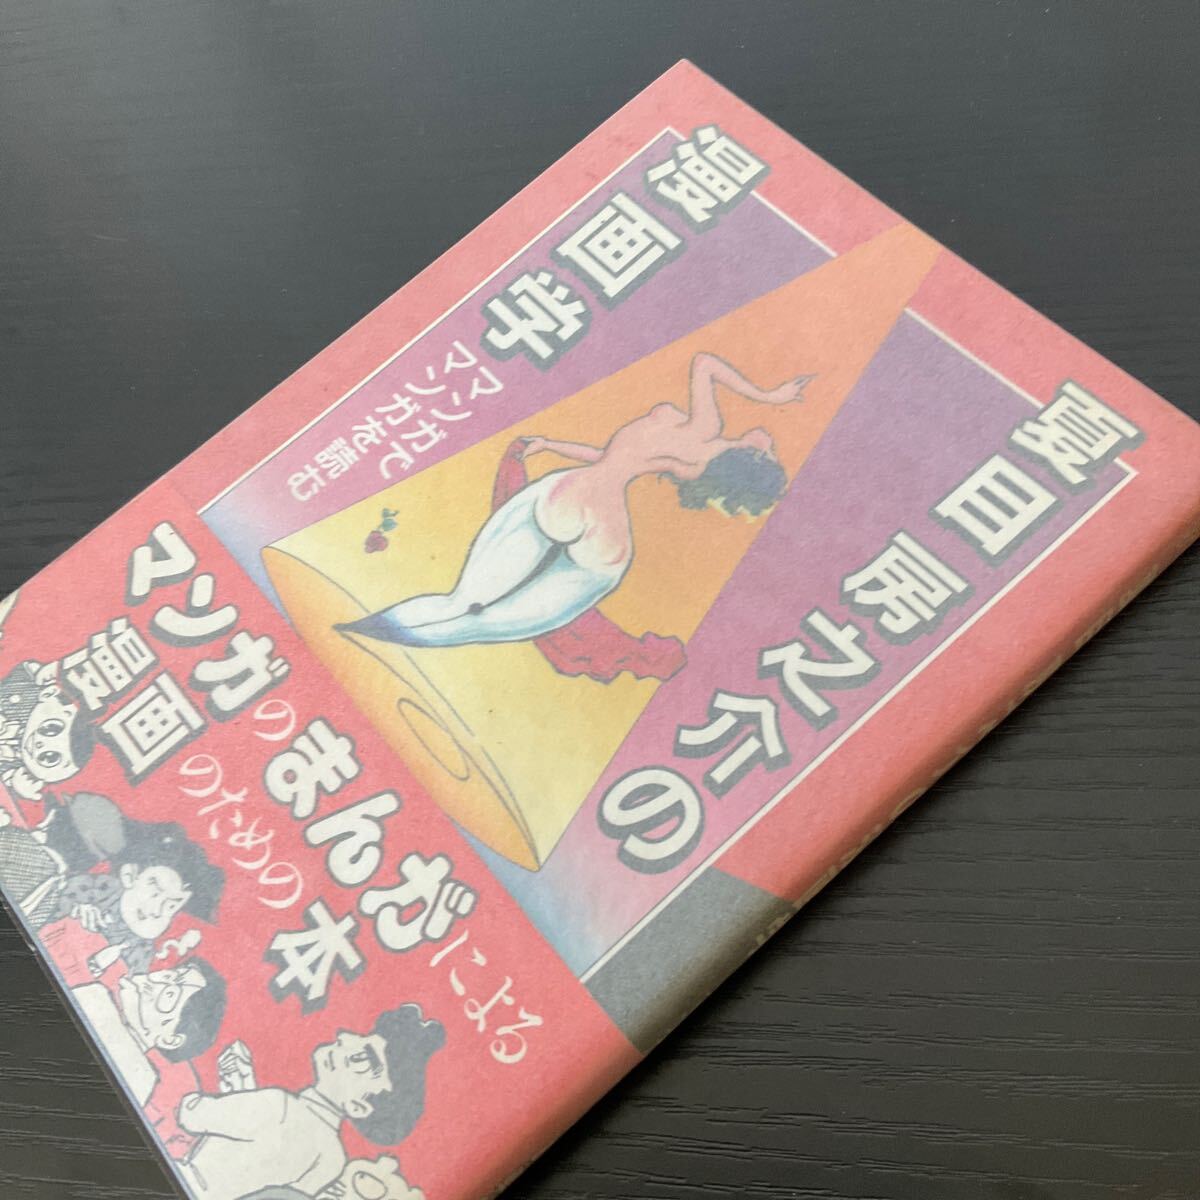 夏目房之介の
漫画学
マンガで
マンガを読む
マンガのまんがによる
漫画のための本